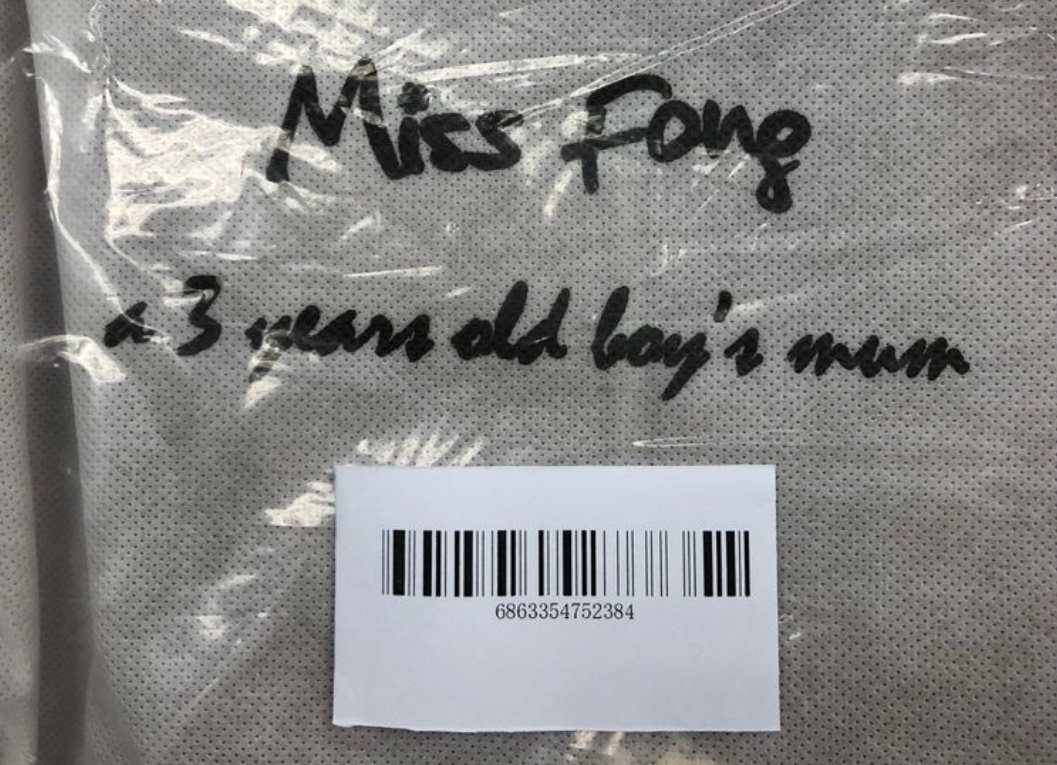 Miss Fong
a 3 years old boy's mum
6863354752384